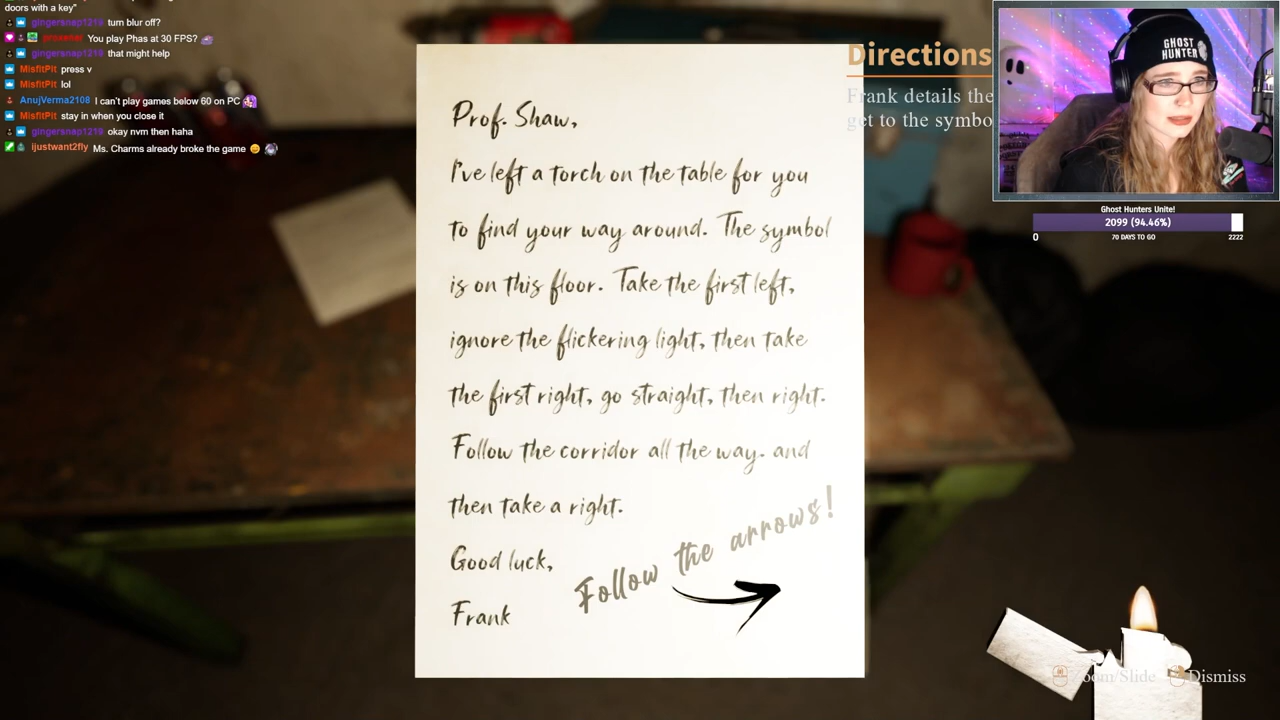 doors with a key"
gingersnap1219 turn blur off?
You play Phas at 30 FPS?
gingersnap1219 that might help
MisfitPit press v
MisfitPit lol
AnujVerma2108 I can't play games below 60 on PC
MisfitPit stay in when you close it
gingersnap1219 okay nvm then haha
ijustwant2fly Ms. Charms already broke the game
Prof. Shaw,
I've left a torch on the table for you
to find your way around. The symbol
is on this floor. Take the first left,
ignore the flickering light, then take
the first right, go straight, then right.
Follow the corridor all the way. and
then take a right.
Good luck,
Frank
Follow the arrows!
Directions
Frank details the
get to the symbo
GHOST
HUNTER
Ghost Hunters Unite!
2099 (94.46%)
0 70 DAYS TO GO 2222
Zoom/Slide Dismiss